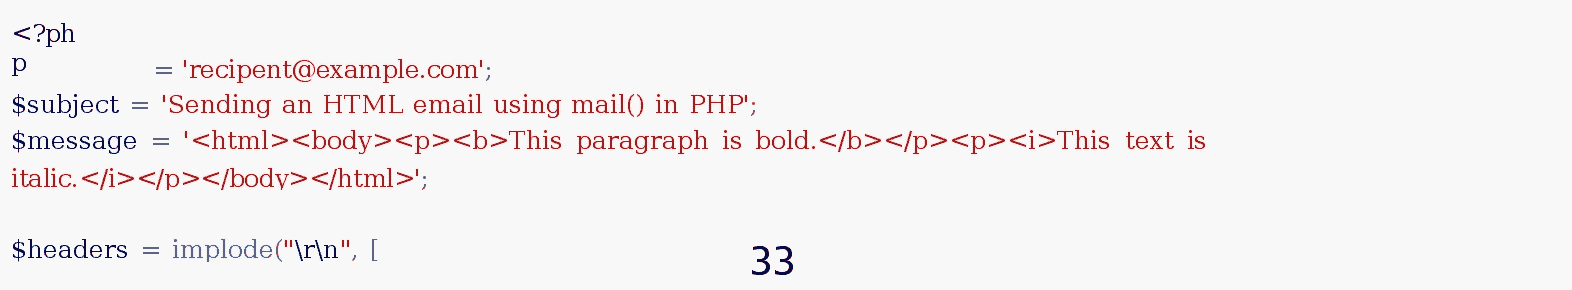 <?ph
p
= 'recipent@example.com';
$subject = 'Sending an HTML email using mail() in PHP';
$message = '<html><body><p><b>This paragraph is bold.</b></p><p><i>This text is
italic.</i></p></body></html>';
$headers = implode("\r\n", [
33